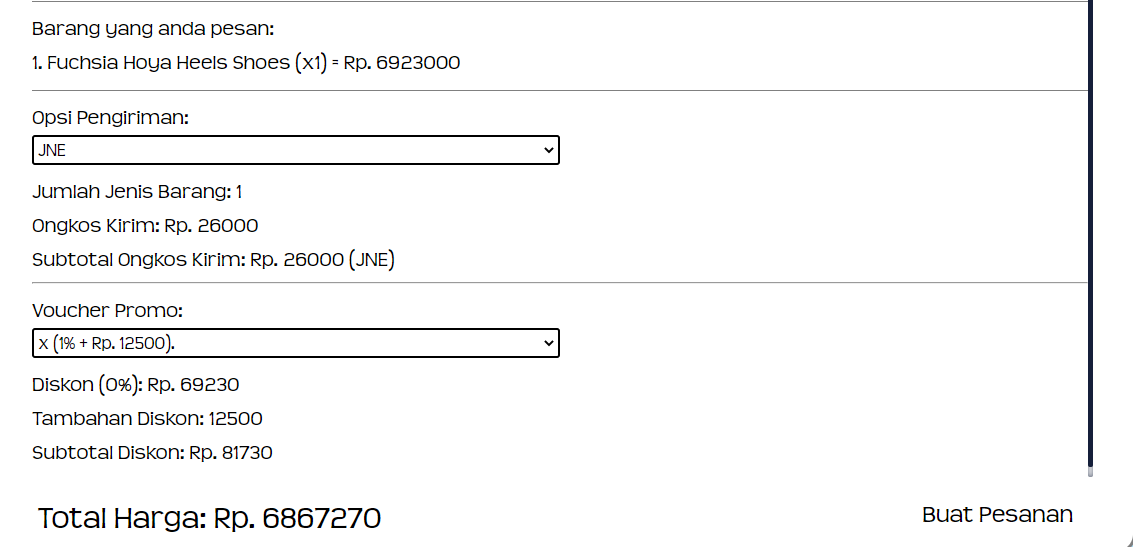 Barang yang anda pesan:
1. Fuchsia Hoya Heels Shoes (x1) = Rp. 6923000
Opsi Pengiriman:
JNE
Jumlah Jenis Barang: 1
Ongkos Kirim: Rp. 26000
Subtotal Ongkos Kirim: Rp. 26000 (JNE)
Voucher Promo:
x (1% + Rp. 12500).
Diskon (0%): Rp. 69230
Tambahan Diskon: 12500
Subtotal Diskon: Rp. 81730
Total Harga: Rp. 6867270
Buat Pesanan